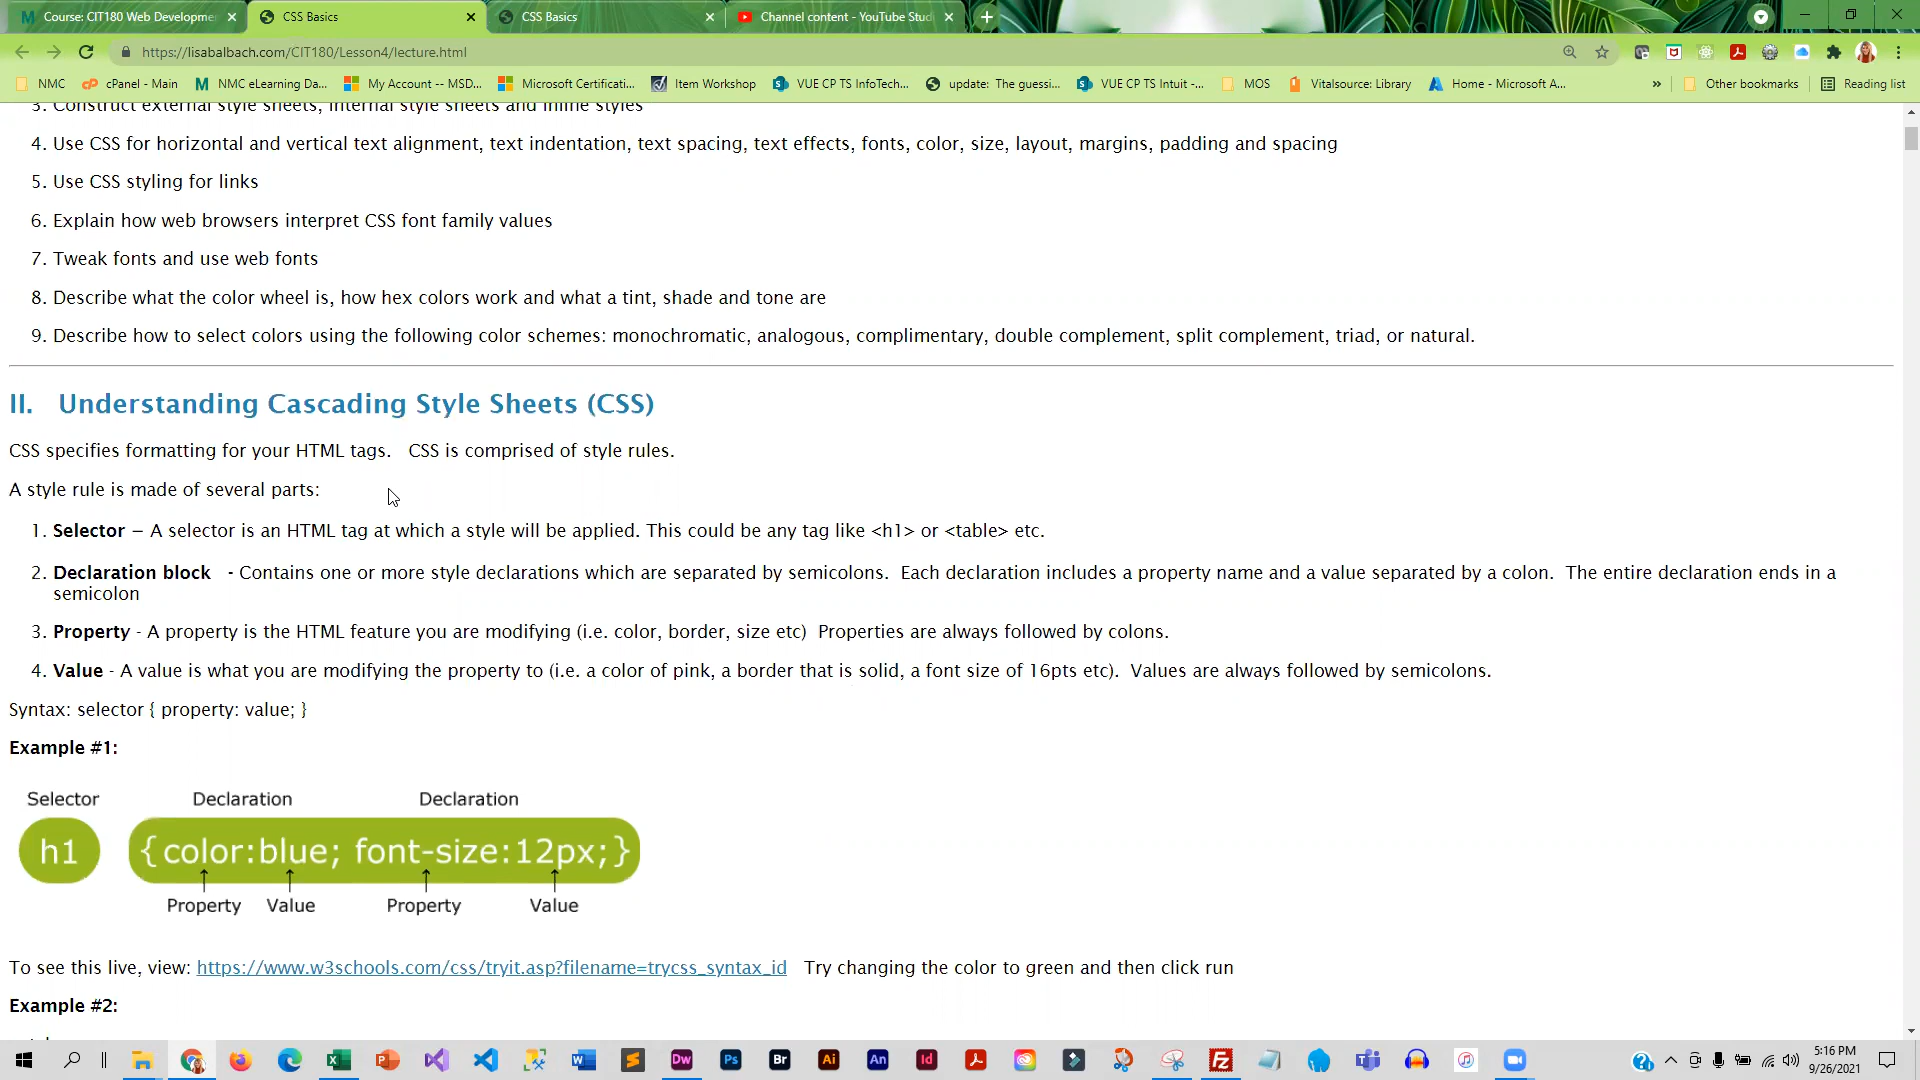 Course: CIT180 Web Developme
CSS Basics
CSS Basics
Channel content - YouTube Stud
https://lisabalbach.com/CIT180/Lesson4/lecture.html
NMC
cPanel - Main
NMC eLearning Da...
My Account -- MSD...
Microsoft Certificati...
Item Workshop
VUE CP TS InfoTech...
update: The guessi...
VUE CP TS Intuit -...
MOS
Vitalsource: Library
Home - Microsoft A...
Other bookmarks
Reading list
3. Construct external style sheets, internal style sheets and inline styles
4. Use CSS for horizontal and vertical text alignment, text indentation, text spacing, text effects, fonts, color, size, layout, margins, padding and spacing
5. Use CSS styling for links
6. Explain how web browsers interpret CSS font family values
7. Tweak fonts and use web fonts
8. Describe what the color wheel is, how hex colors work and what a tint, shade and tone are
9. Describe how to select colors using the following color schemes: monochromatic, analogous, complimentary, double complement, split complement, triad, or natural.
II. Understanding Cascading Style Sheets (CSS)
CSS specifies formatting for your HTML tags. CSS is comprised of style rules.
A style rule is made of several parts:
1. Selector – A selector is an HTML tag at which a style will be applied. This could be any tag like <h1> or <table> etc.
2. Declaration block - Contains one or more style declarations which are separated by semicolons. Each declaration includes a property name and a value separated by a colon. The entire declaration ends in a
semicolon
3. Property - A property is the HTML feature you are modifying (i.e. color, border, size etc) Properties are always followed by colons.
4. Value - A value is what you are modifying the property to (i.e. a color of pink, a border that is solid, a font size of 16pts etc). Values are always followed by semicolons.
Syntax: selector { property: value; }
Example #1:
Selector Declaration Declaration
h1 {color:blue; font-size:12px;}
Property Value Property Value
To see this live, view: https://www.w3schools.com/css/tryit.asp?filename=trycss_syntax_id Try changing the color to green and then click run
Example #2:
5:16 PM
9/26/2021